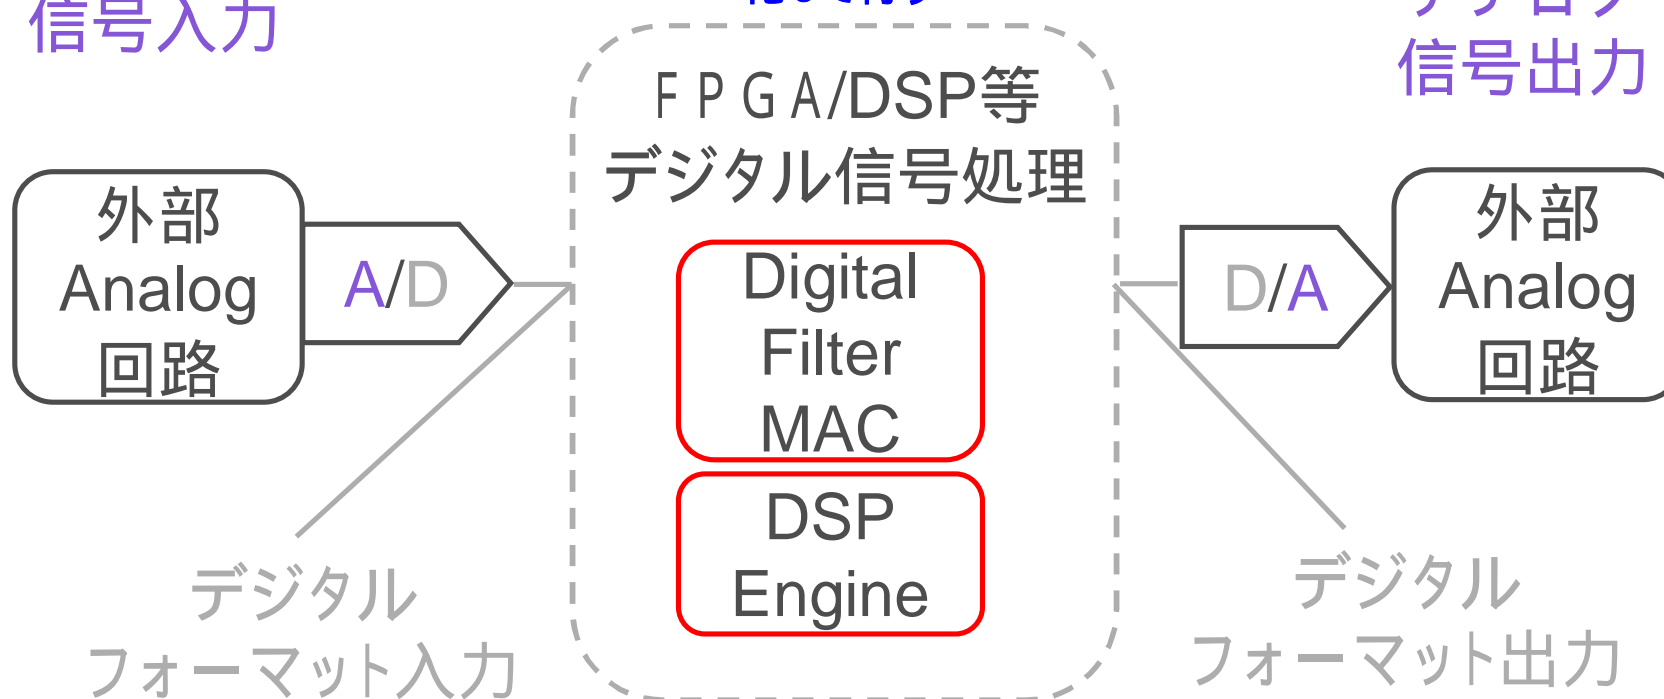 信号入力
信号出力
ＦＰＧＡ/DSP等
デジタル信号処理
外部
Analog
回路
A/D
Digital
Filter
MAC
DSP
Engine
D/A
外部
Analog
回路
デジタル
フォーマット入力
デジタル
フォーマット出力